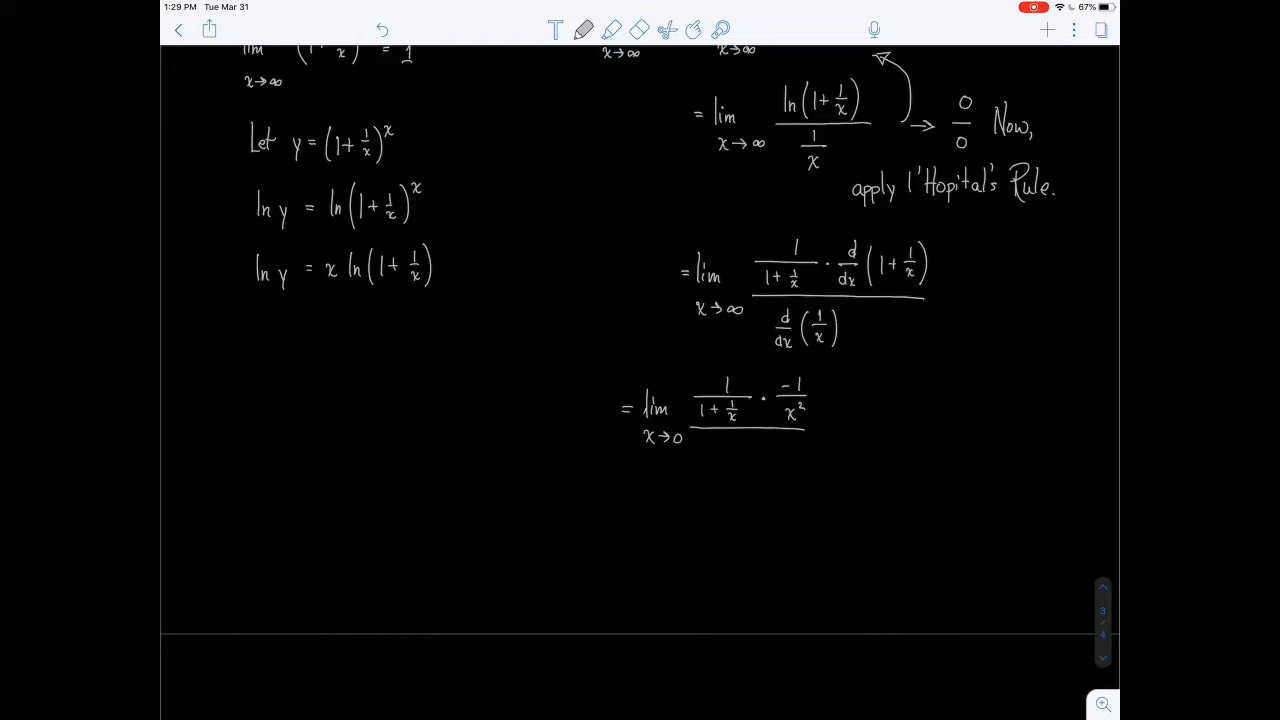 1:29 PM Tue Mar 31
67%
T
x→∞
= 1
x→∞ x→∞
Let y = (1 + 1/x)^x
ln y = ln(1 + 1/x)^x
ln y = x ln(1 + 1/x)
= lim x→∞ ln(1 + 1/x) / (1/x) → 0/0 Now,
apply l'Hopital's Rule.
= lim x→∞ (1/(1 + 1/x) · d/dx (1 + 1/x)) / (d/dx (1/x))
= lim x→0 1/(1 + 1/x) · -1/x²
3
/
4